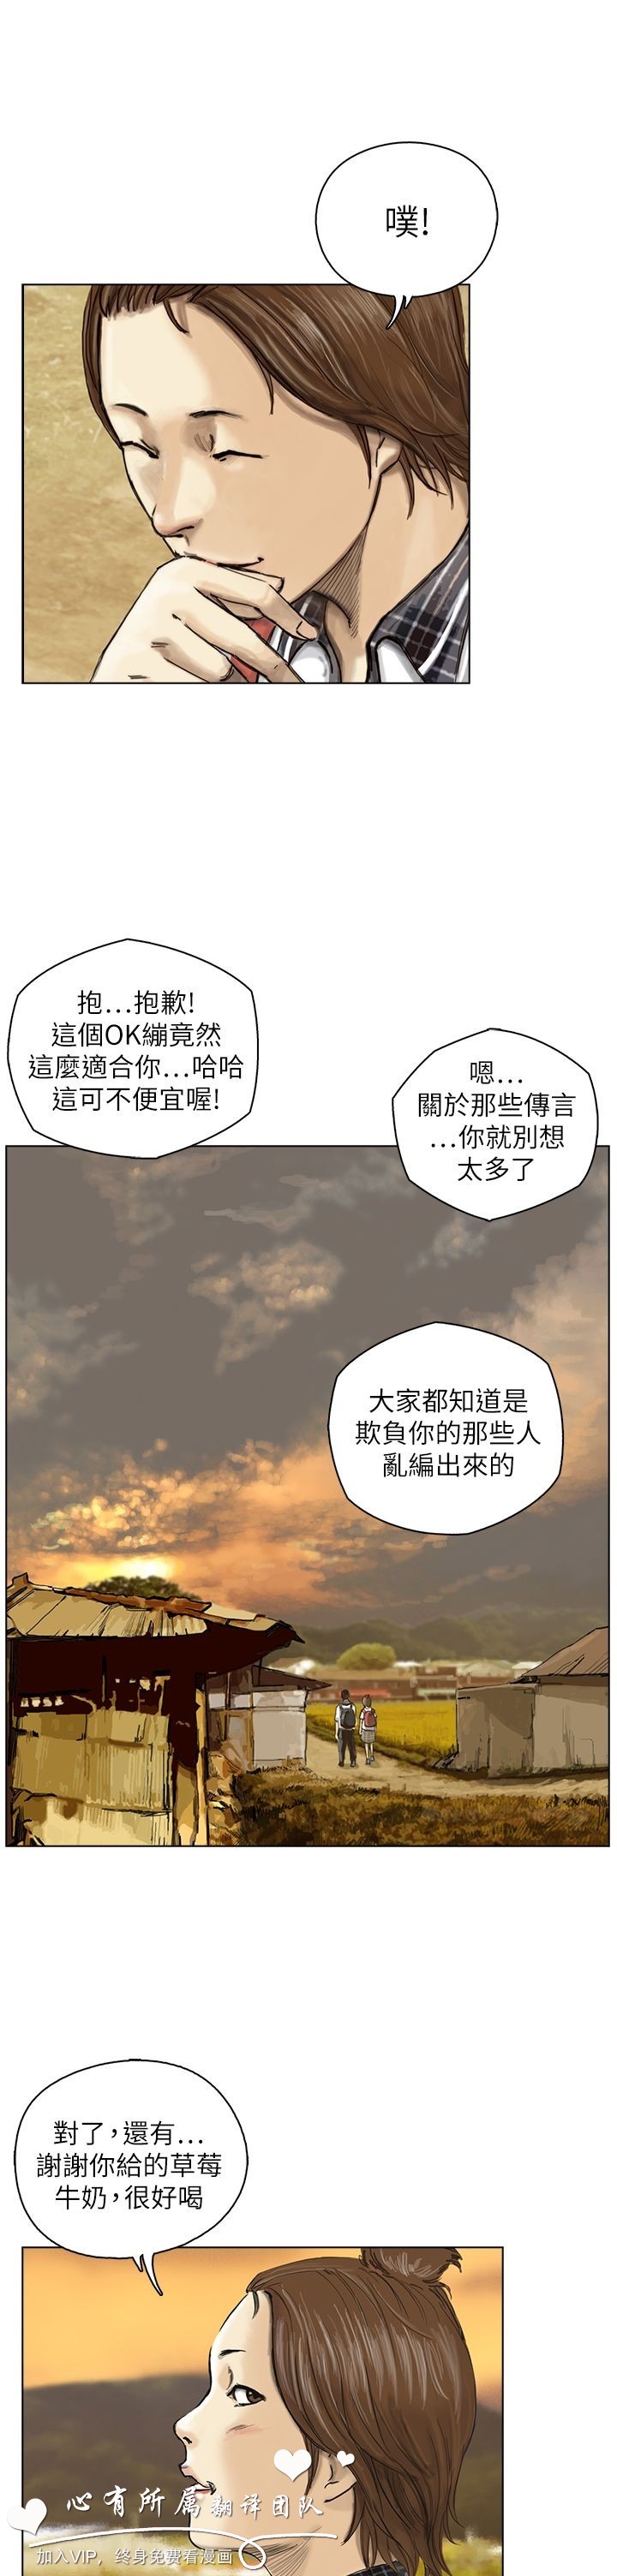 噗!
抱...抱歉!
這個OK繃竟然
這麼適合你...哈哈
這可不便宜喔!
嗯...
關於那些傳言
...你就別想
太多了
大家都知道是
欺負你的那些人
亂編出來的
對了，還有...
謝謝你給的草莓
牛奶，很好喝
心有所属翻译团队
加入VIP，终身免费看漫画